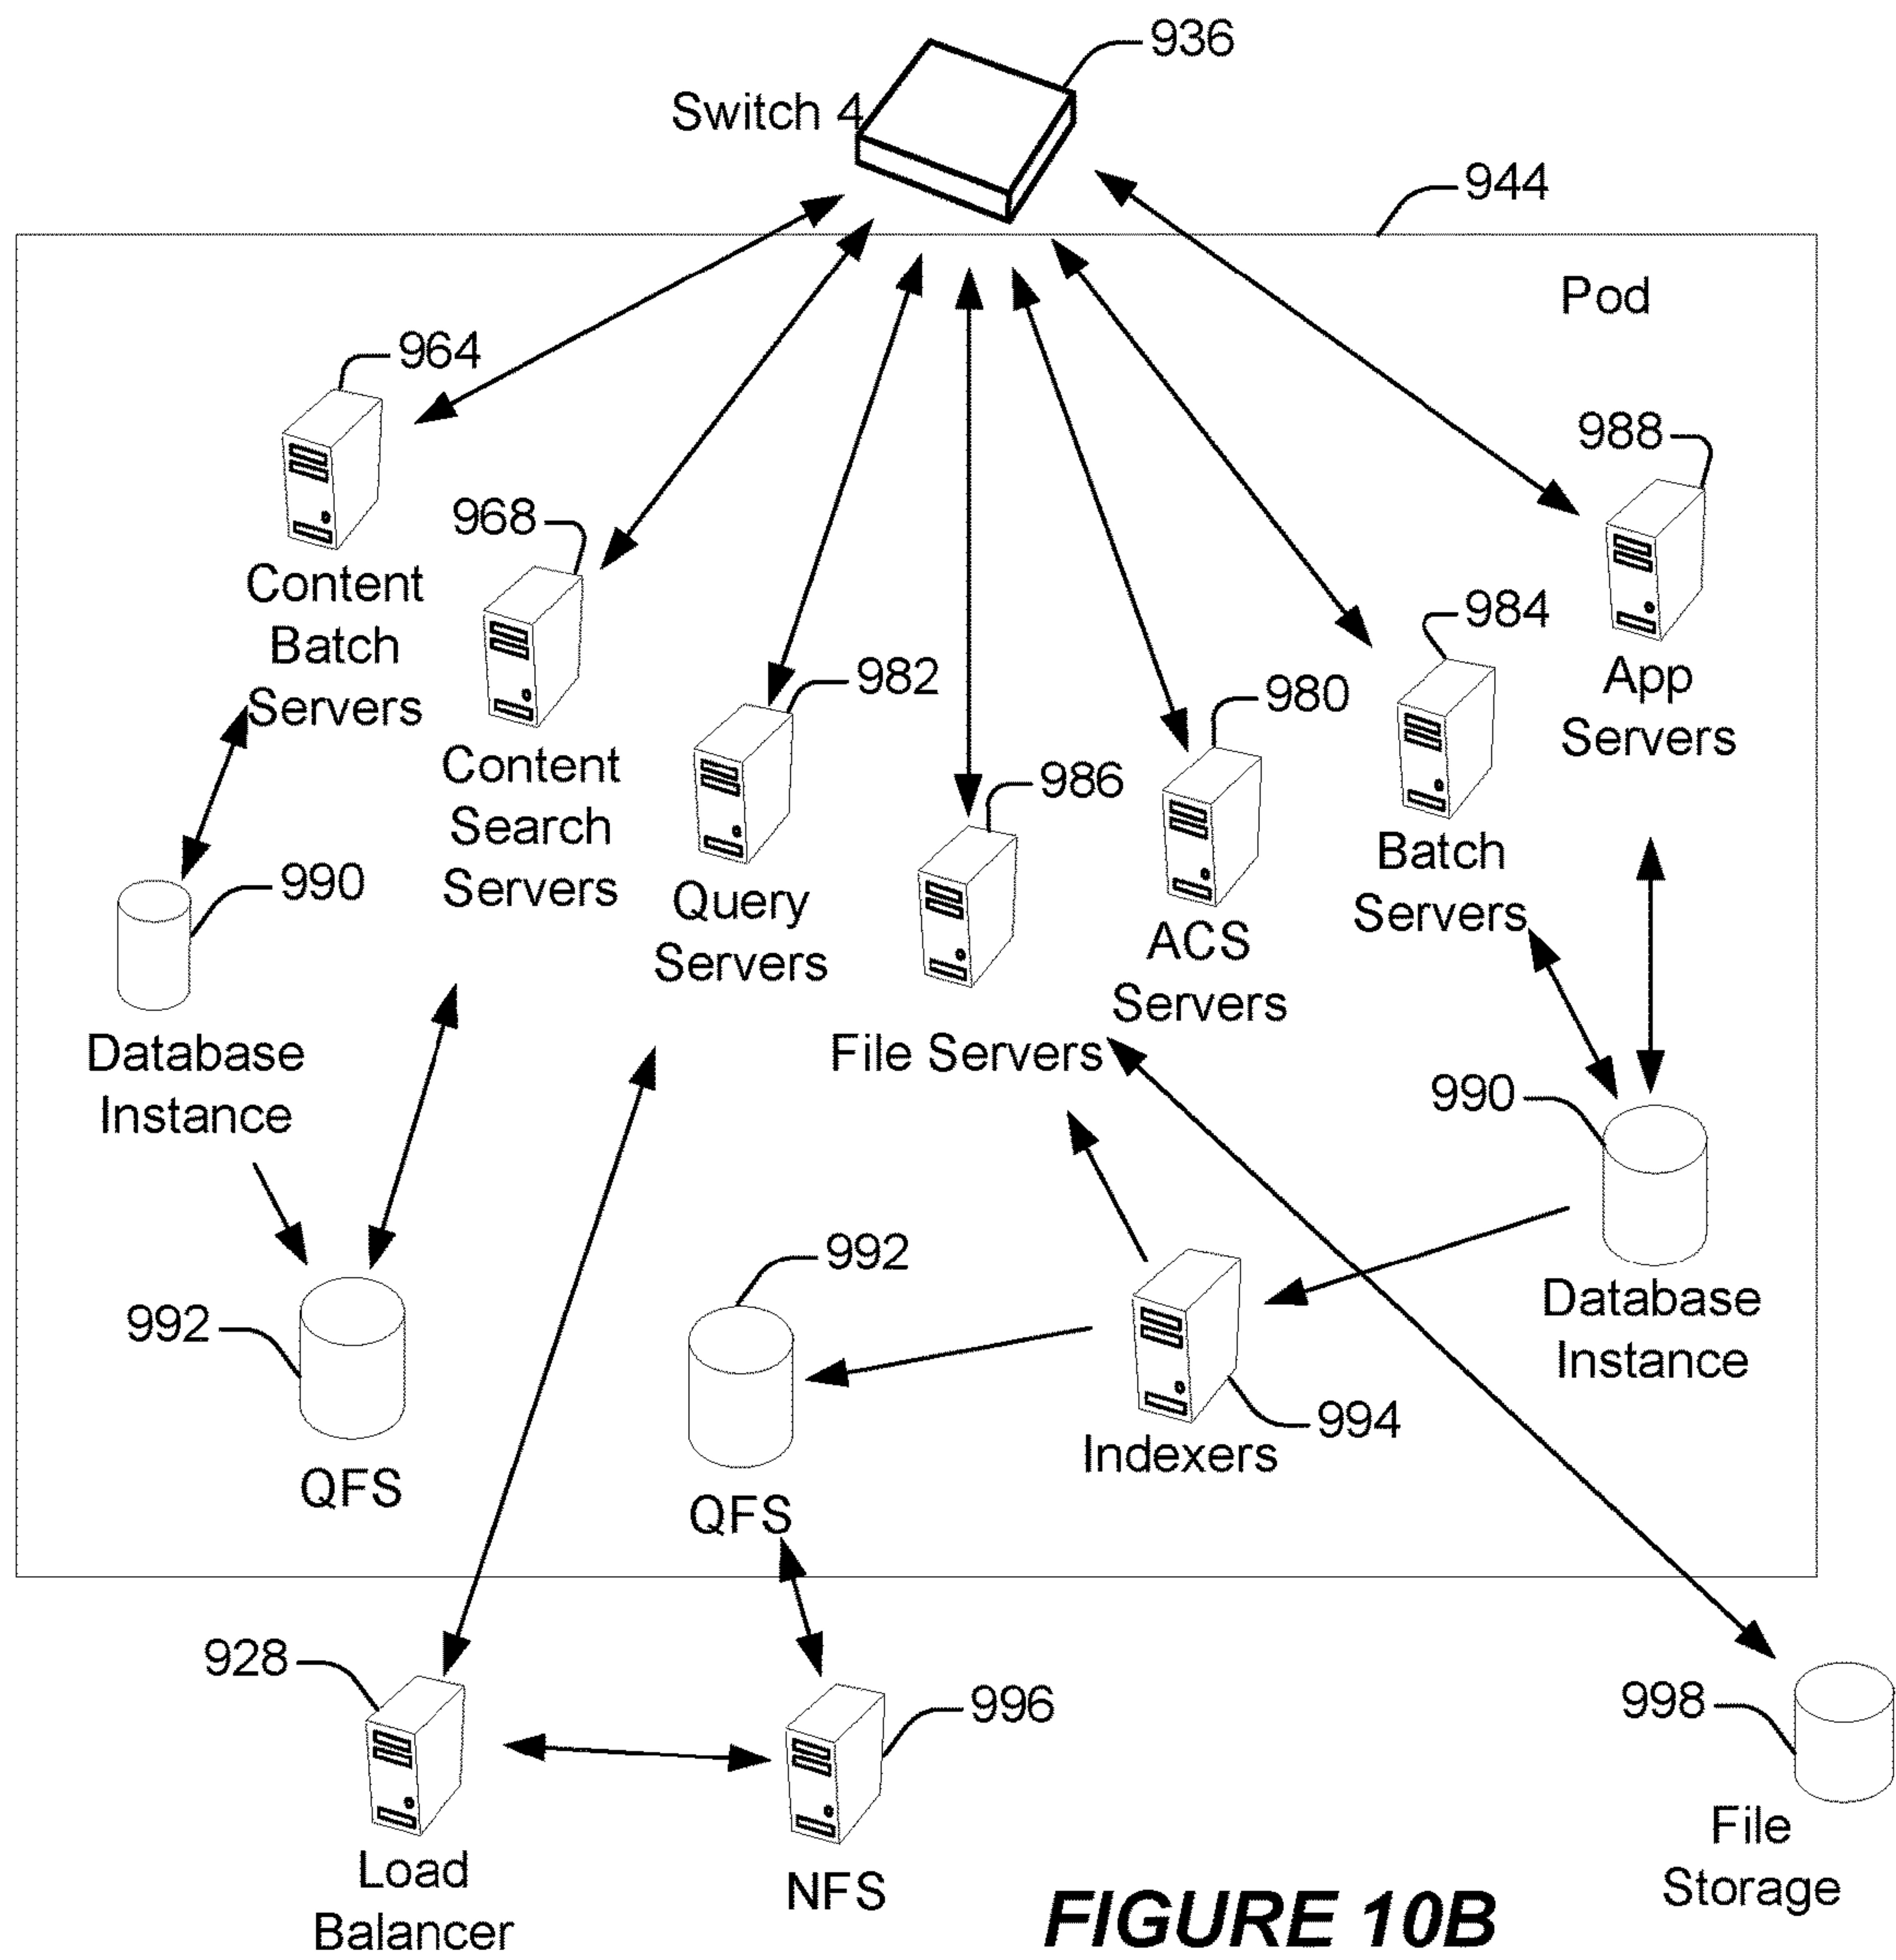 936
Switch 4
944
Pod
964
988
968
Content
Batch
Servers
984
982
980
App
Servers
Content
Search
Servers
986
990
Batch
Servers
Query
Servers
ACS
Servers
Database
Instance
File Servers
990
992
992
Database
Instance
994
Indexers
QFS
QFS
928
996
998
Load
Balancer
NFS
File
Storage
FIGURE 10B